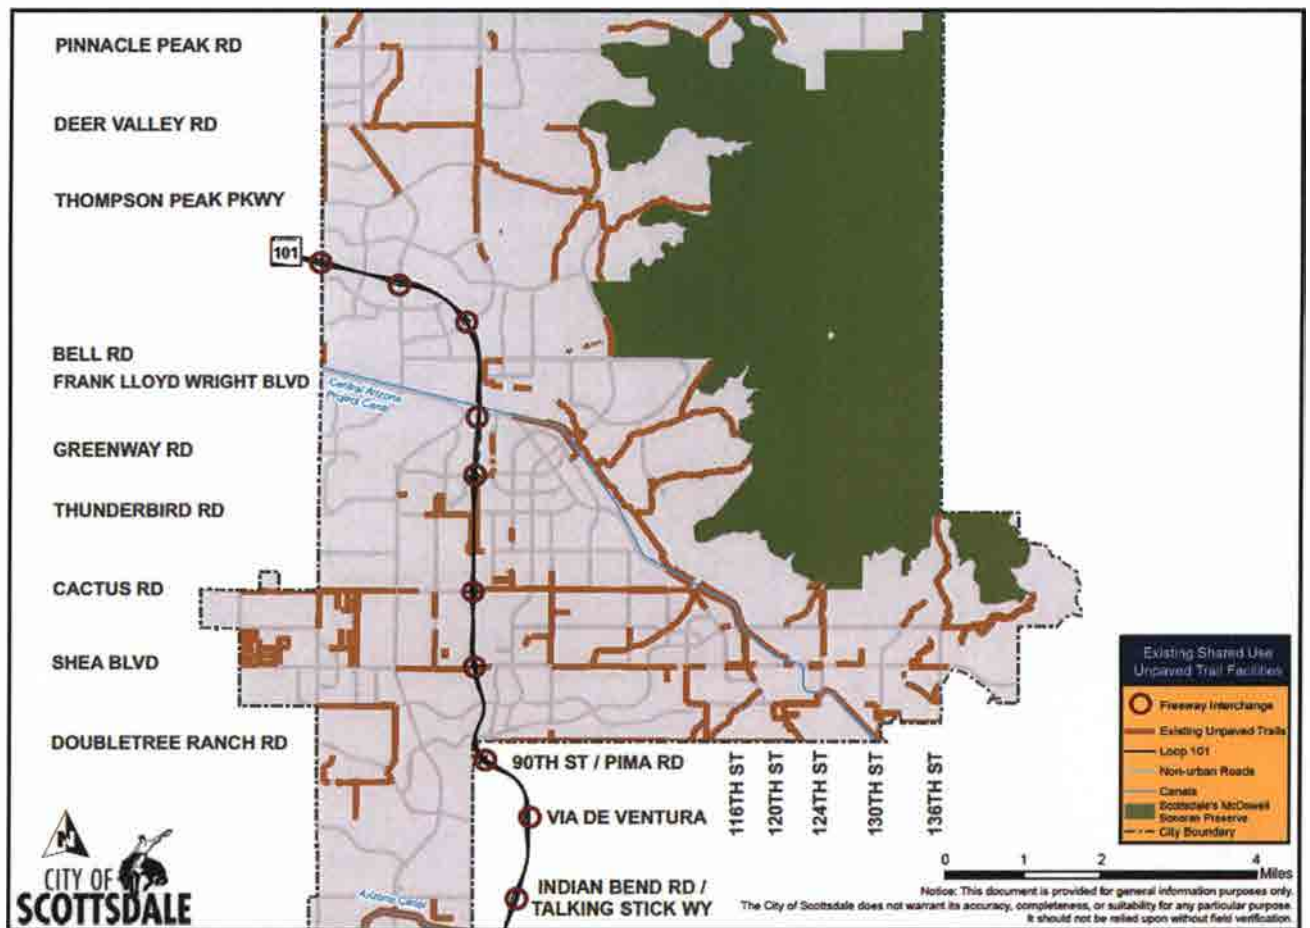 PINNACLE PEAK RD
DEER VALLEY RD
THOMPSON PEAK PKWY
101
BELL RD
FRANK LLOYD WRIGHT BLVD
Central Arizona
Project Canal
GREENWAY RD
THUNDERBIRD RD
CACTUS RD
SHEA BLVD
DOUBLETREE RANCH RD
90TH ST / PIMA RD
VIA DE VENTURA
INDIAN BEND RD /
TALKING STICK WY
116TH ST
120TH ST
124TH ST
130TH ST
136TH ST
Arizona Canal
Existing Shared Use
Unpaved Trail Facilities
Freeway Interchange
Existing Unpaved Trails
Loop 101
Non-urban Roads
Canals
Scottsdale's McDowell
Sonoran Preserve
City Boundary
0 1 2 4
Miles
Notice: This document is provided for general information purposes only.
The City of Scottsdale does not warrant its accuracy, completeness, or suitability for any particular purpose.
It should not be relied upon without field verification.
N
CITY OF
SCOTTSDALE